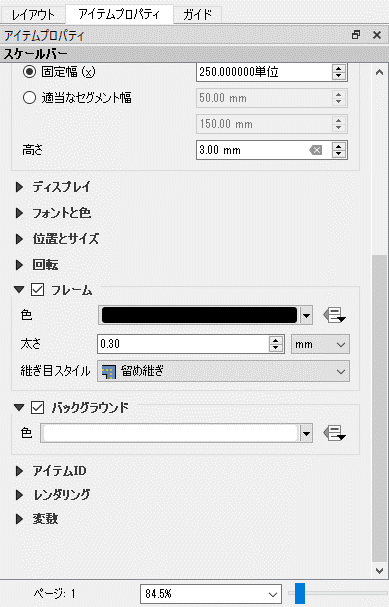 レイアウト アイテムプロパティ ガイド
アイテムプロパティ
スケールバー
固定幅 (x) 250.000000単位
適当なセグメント幅 50.00 mm
150.00 mm
高さ 3.00 mm
ディスプレイ
フォントと色
位置とサイズ
回転
フレーム
色
太さ 0.30 mm
継ぎ目スタイル 留め継ぎ
バックグラウンド
色
アイテムID
レンダリング
変数
ページ: 1 84.5%